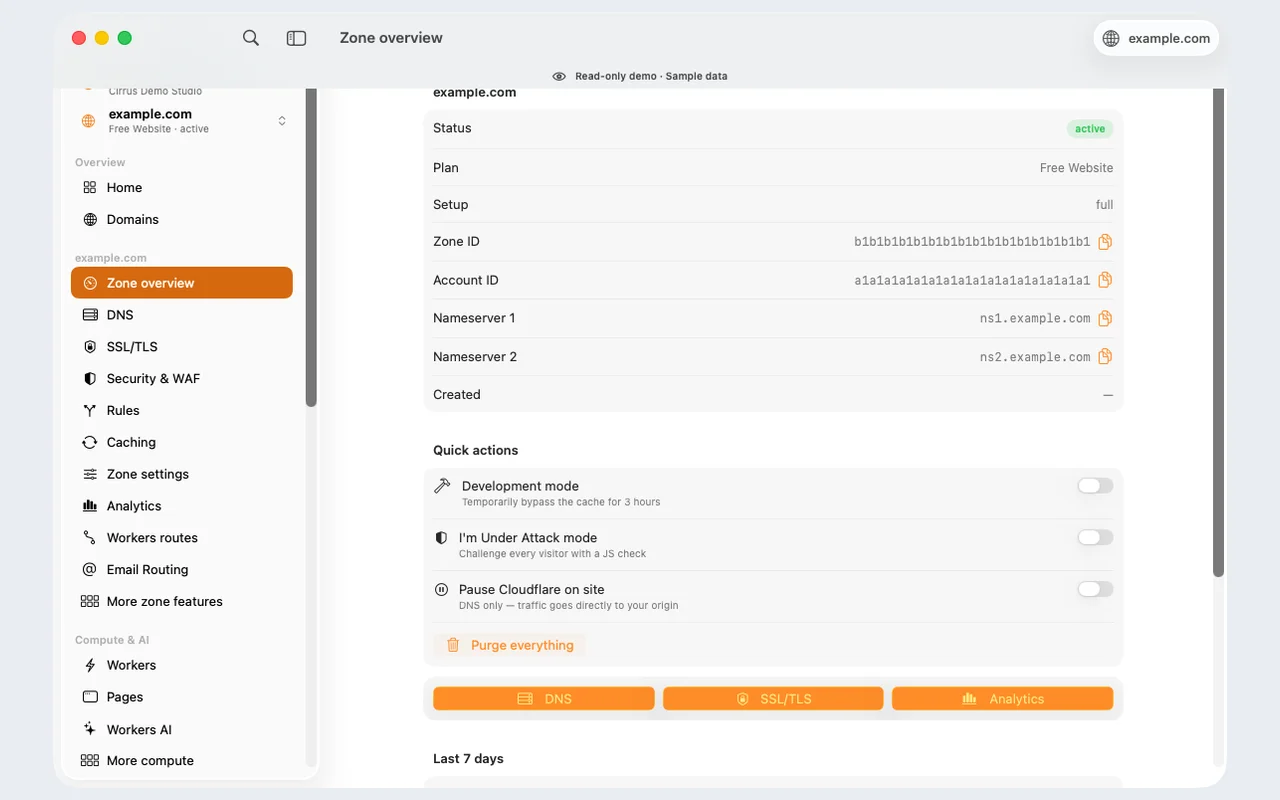 Zone overview
example.com
Read-only demo · Sample data
Cirrus Demo Studio
example.com
Free Website · active
Overview
Home
Domains
example.com
Zone overview
DNS
SSL/TLS
Security & WAF
Rules
Caching
Zone settings
Analytics
Workers routes
Email Routing
More zone features
Compute & AI
Workers
Pages
Workers AI
More compute
example.com
Status
active
Plan
Free Website
Setup
full
Zone ID
b1b1b1b1b1b1b1b1b1b1b1b1b1b1b1b1
Account ID
a1a1a1a1a1a1a1a1a1a1a1a1a1a1a1a1
Nameserver 1
ns1.example.com
Nameserver 2
ns2.example.com
Created
—
Quick actions
Development mode
Temporarily bypass the cache for 3 hours
I'm Under Attack mode
Challenge every visitor with a JS check
Pause Cloudflare on site
DNS only — traffic goes directly to your origin
Purge everything
DNS
SSL/TLS
Analytics
Last 7 days